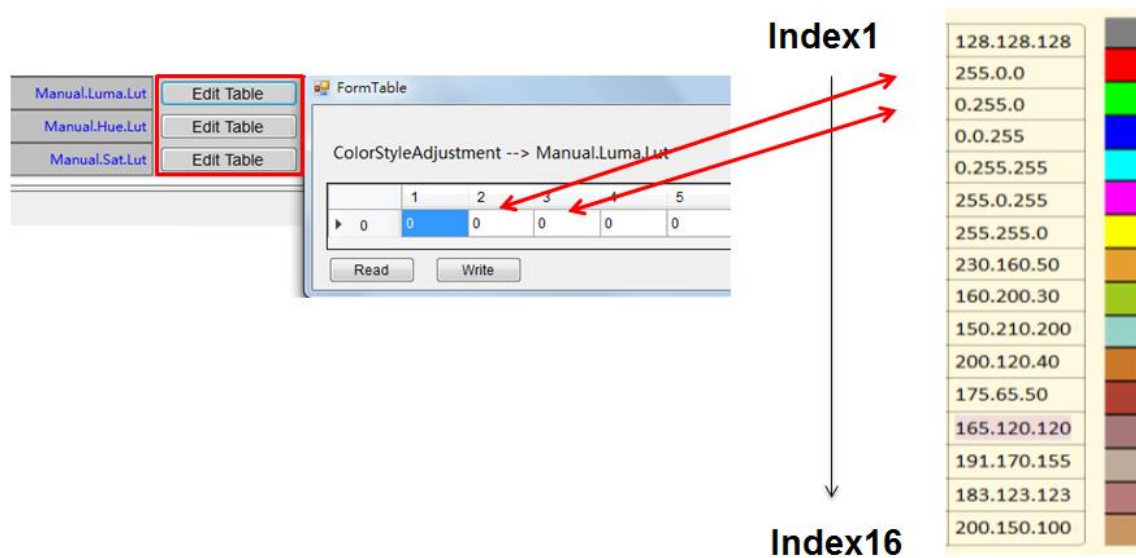 Index1
Manual.Luma.Lut Edit Table
Manual.Hue.Lut Edit Table
Manual.Sat.Lut Edit Table
FormTable
ColorStyleAdjustment --> Manual.Luma.Lut
1 2 3 4 5
0 0 0 0 0 0
Read Write
128.128.128
255.0.0
0.255.0
0.0.255
0.255.255
255.0.255
255.255.0
230.160.50
160.200.30
150.210.200
200.120.40
175.65.50
165.120.120
191.170.155
183.123.123
200.150.100
Index16